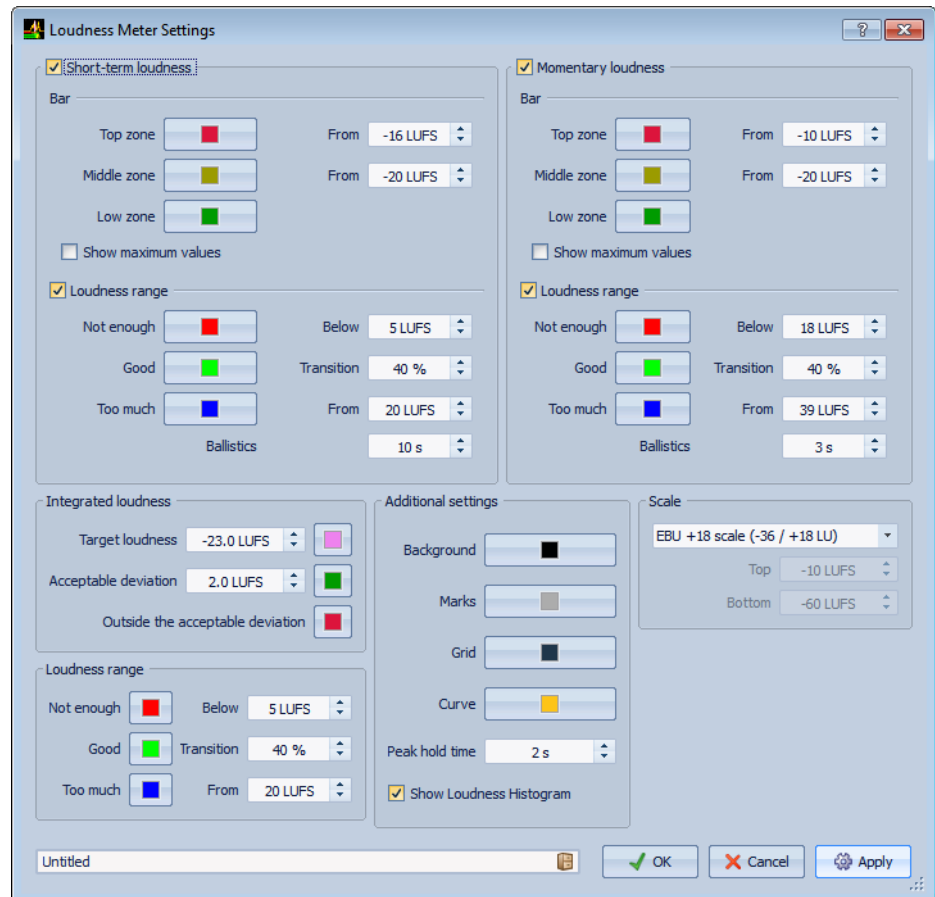 Loudness Meter Settings
?
Short-term loudness
Bar
Top zone From -16 LUFS
Middle zone From -20 LUFS
Low zone
Show maximum values
Loudness range
Not enough Below 5 LUFS
Good Transition 40 %
Too much From 20 LUFS
Ballistics 10 s
Momentary loudness
Bar
Top zone From -10 LUFS
Middle zone From -20 LUFS
Low zone
Show maximum values
Loudness range
Not enough Below 18 LUFS
Good Transition 40 %
Too much From 39 LUFS
Ballistics 3 s
Integrated loudness
Target loudness -23.0 LUFS
Acceptable deviation 2.0 LUFS
Outside the acceptable deviation
Loudness range
Not enough Below 5 LUFS
Good Transition 40 %
Too much From 20 LUFS
Additional settings
Background
Marks
Grid
Curve
Peak hold time 2 s
Show Loudness Histogram
Scale
EBU +18 scale (-36 / +18 LU)
Top -10 LUFS
Bottom -60 LUFS
Untitled
OK
Cancel
Apply